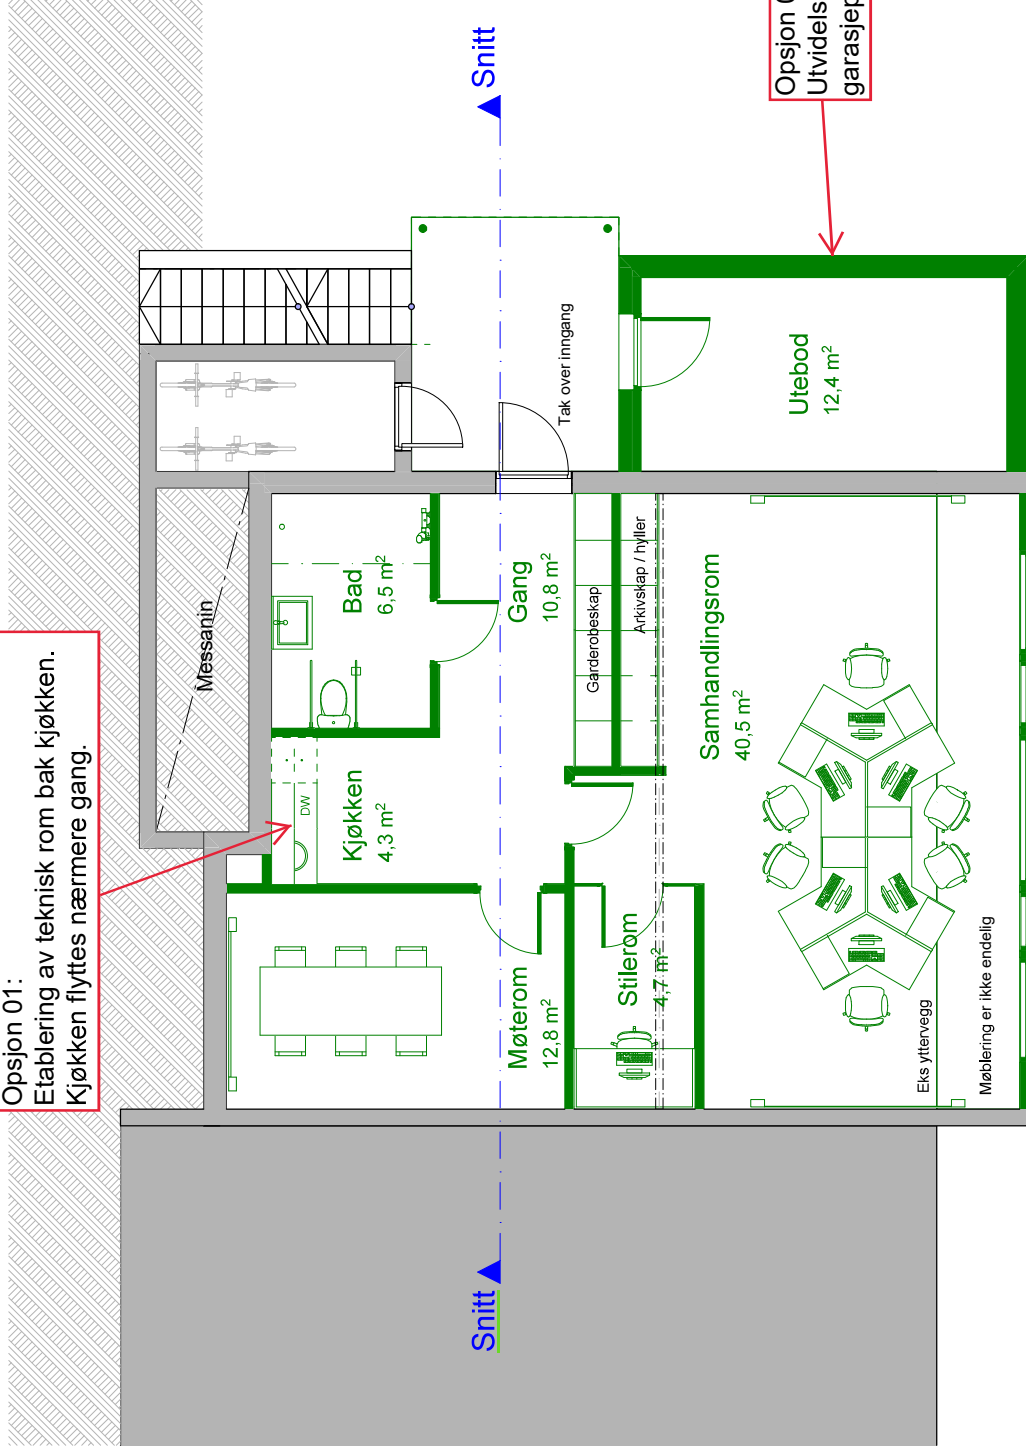 Opsjon 01:
Etablering av teknisk rom bak kjøkken.
Kjøkken flyttes nærmere gang.
Messanin
Bad
6,5 m²
Kjøkken
4,3 m²
DW
Snitt
Snitt
Møterom
12,8 m²
Gang
10,8 m²
Tak over inngang
Garderobeskap
Arkivskap / hyller
Stilerom
4,7 m²
Samhandlingsrom
40,5 m²
Utebod
12,4 m²
Eks yttervegg
Møblering er ikke endelig
Opsjon